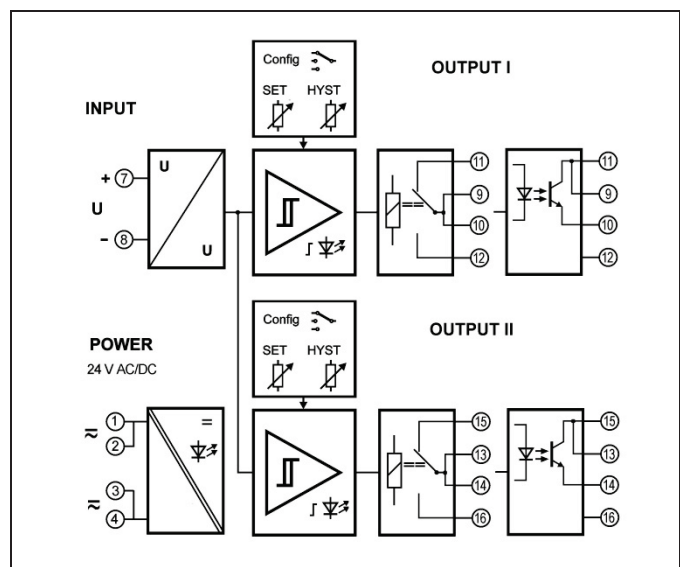 INPUT
+ 7
U
- 8
U
U
Config
SET HYST
OUTPUT I
11
9
10
12
11
9
10
12
POWER
24 V AC/DC
≂ 1
2
≂ 3
4
=
Config
SET HYST
OUTPUT II
15
13
14
16
15
13
14
16